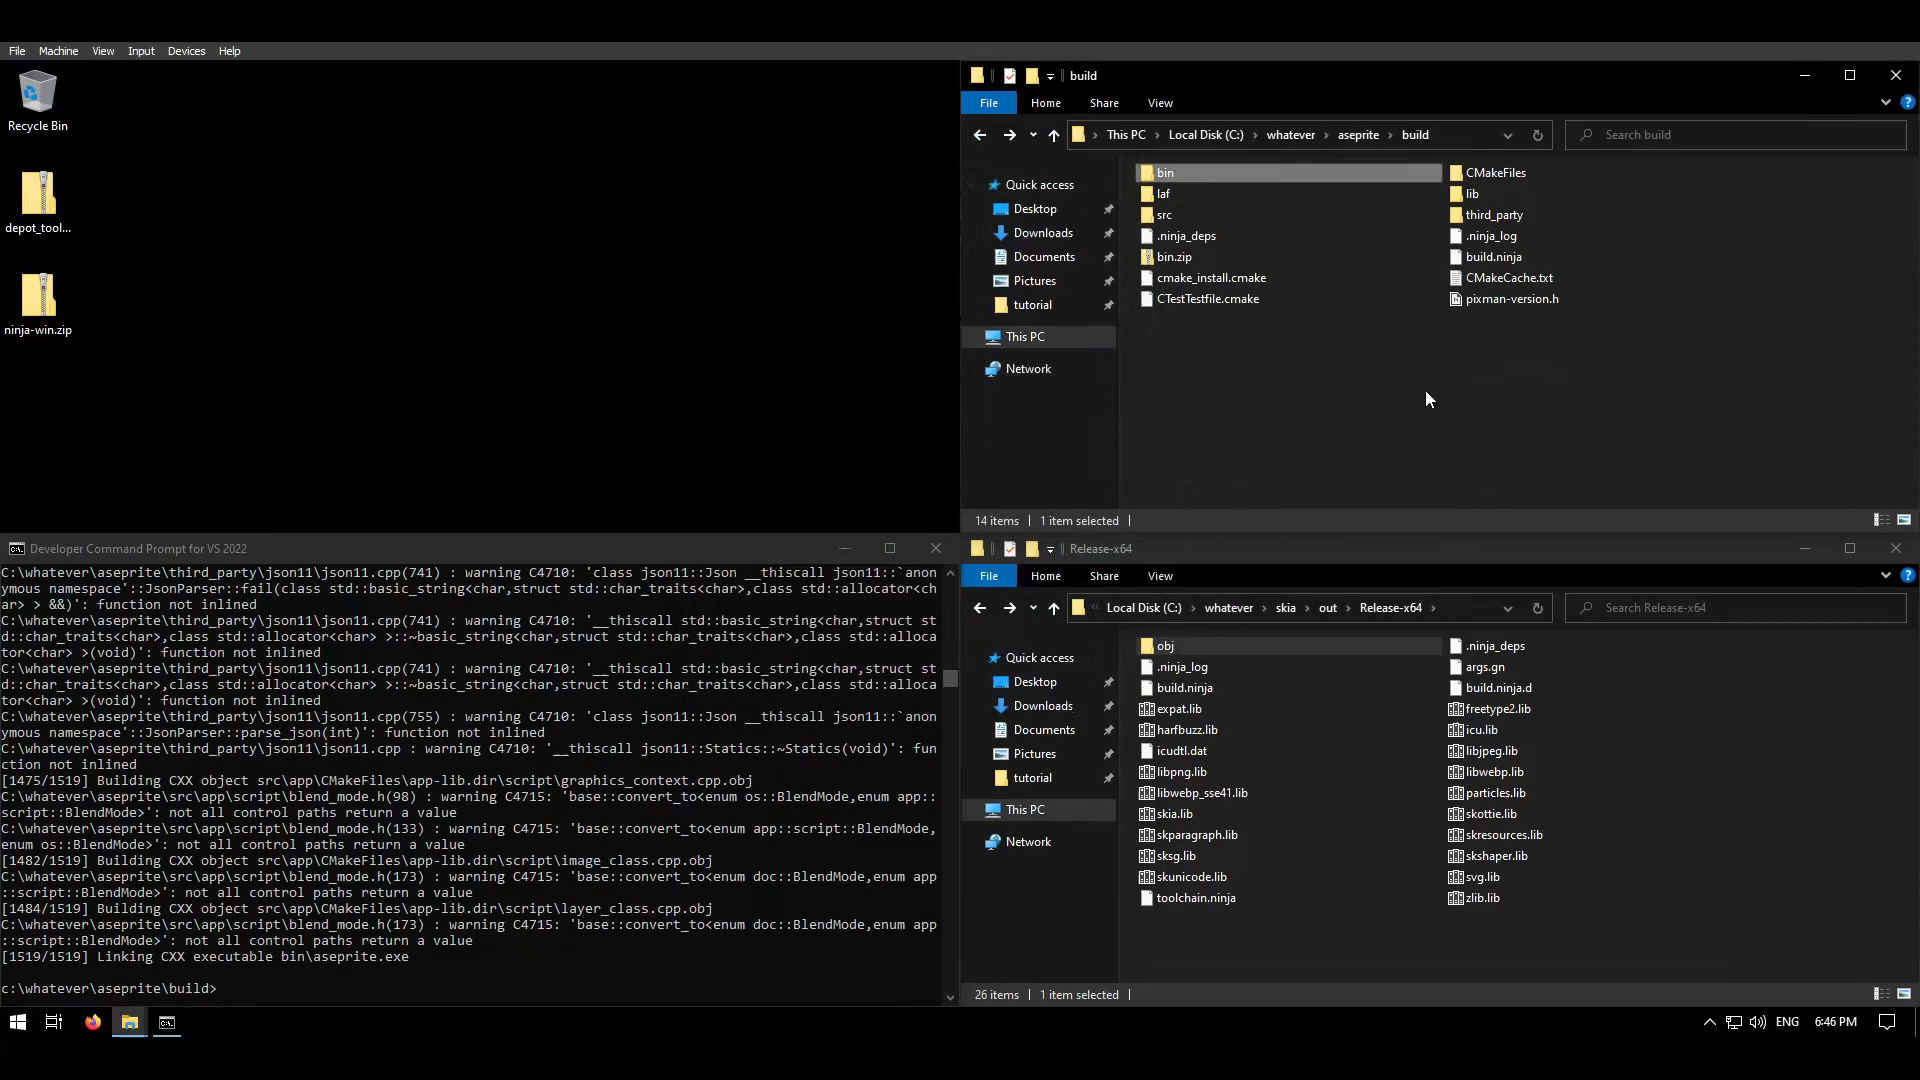 File Machine View Input Devices Help
Recycle Bin
depot_tool...
ninja-win.zip
build
File Home Share View
This PC Local Disk (C:) whatever aseprite build
Search build
Quick access
Desktop
Downloads
Documents
Pictures
tutorial
This PC
Network
bin
CMakeFiles
laf
lib
src
third_party
.ninja_deps
.ninja_log
bin.zip
build.ninja
cmake_install.cmake
CMakeCache.txt
CTestTestfile.cmake
pixman-version.h
14 items 1 item selected
Developer Command Prompt for VS 2022
C:\whatever\aseprite\third_party\json11\json11.cpp(741) : warning C4710: 'class json11::Json __thiscall json11::`anon
ymous namespace'::JsonParser::fail(class std::basic_string<char,struct std::char_traits<char>,class std::allocator<ch
ar> > &&)': function not inlined
C:\whatever\aseprite\third_party\json11\json11.cpp(741) : warning C4710: '__thiscall std::basic_string<char,struct st
d::char_traits<char>,class std::allocator<char> >::~basic_string<char,struct std::char_traits<char>,class std::alloca
tor<char> >(void)': function not inlined
C:\whatever\aseprite\third_party\json11\json11.cpp(741) : warning C4710: '__thiscall std::basic_string<char,struct st
d::char_traits<char>,class std::allocator<char> >::~basic_string<char,struct std::char_traits<char>,class std::alloca
tor<char> >(void)': function not inlined
C:\whatever\aseprite\third_party\json11\json11.cpp(755) : warning C4710: 'class json11::Json __thiscall json11::`anon
ymous namespace'::JsonParser::parse_json(int)': function not inlined
C:\whatever\aseprite\third_party\json11\json11.cpp : warning C4710: '__thiscall json11::Statics::~Statics(void)': fun
ction not inlined
[1475/1519] Building CXX object src\app\CMakeFiles\app-lib.dir\script\graphics_context.cpp.obj
C:\whatever\aseprite\src\app\script\blend_mode.h(98) : warning C4715: 'base::convert_to<enum os::BlendMode,enum app::
script::BlendMode>': not all control paths return a value
C:\whatever\aseprite\src\app\script\blend_mode.h(133) : warning C4715: 'base::convert_to<enum app::script::BlendMode,
enum os::BlendMode>': not all control paths return a value
[1482/1519] Building CXX object src\app\CMakeFiles\app-lib.dir\script\image_class.cpp.obj
C:\whatever\aseprite\src\app\script\blend_mode.h(173) : warning C4715: 'base::convert_to<enum doc::BlendMode,enum app
::script::BlendMode>': not all control paths return a value
[1484/1519] Building CXX object src\app\CMakeFiles\app-lib.dir\script\layer_class.cpp.obj
C:\whatever\aseprite\src\app\script\blend_mode.h(173) : warning C4715: 'base::convert_to<enum doc::BlendMode,enum app
::script::BlendMode>': not all control paths return a value
[1519/1519] Linking CXX executable bin\aseprite.exe
c:\whatever\aseprite\build>
Release-x64
File Home Share View
Local Disk (C:) whatever skia out Release-x64
Search Release-x64
Quick access
Desktop
Downloads
Documents
Pictures
tutorial
This PC
Network
obj
.ninja_deps
.ninja_log
args.gn
build.ninja
build.ninja.d
expat.lib
freetype2.lib
harfbuzz.lib
icu.lib
icudtl.dat
libjpeg.lib
libpng.lib
libwebp.lib
libwebp_sse41.lib
particles.lib
skia.lib
skottie.lib
skparagraph.lib
skresources.lib
sksg.lib
skshaper.lib
skunicode.lib
svg.lib
toolchain.ninja
zlib.lib
26 items 1 item selected
ENG 6:46 PM